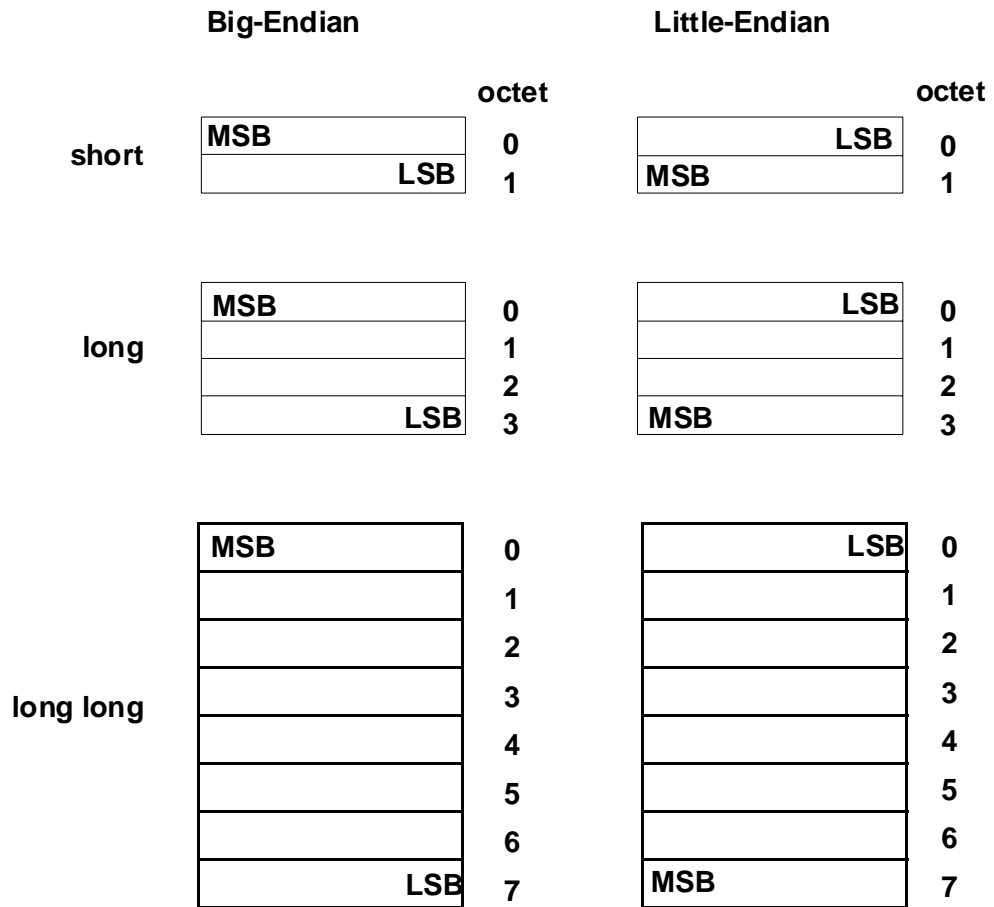 Big-Endian Little-Endian
octet octet
short MSB 0 LSB 0
LSB 1 MSB 1
long MSB 0 LSB 0
1 1
2 2
LSB 3 MSB 3
long long MSB 0 LSB 0
1 1
2 2
3 3
4 4
5 5
6 6
LSB 7 MSB 7